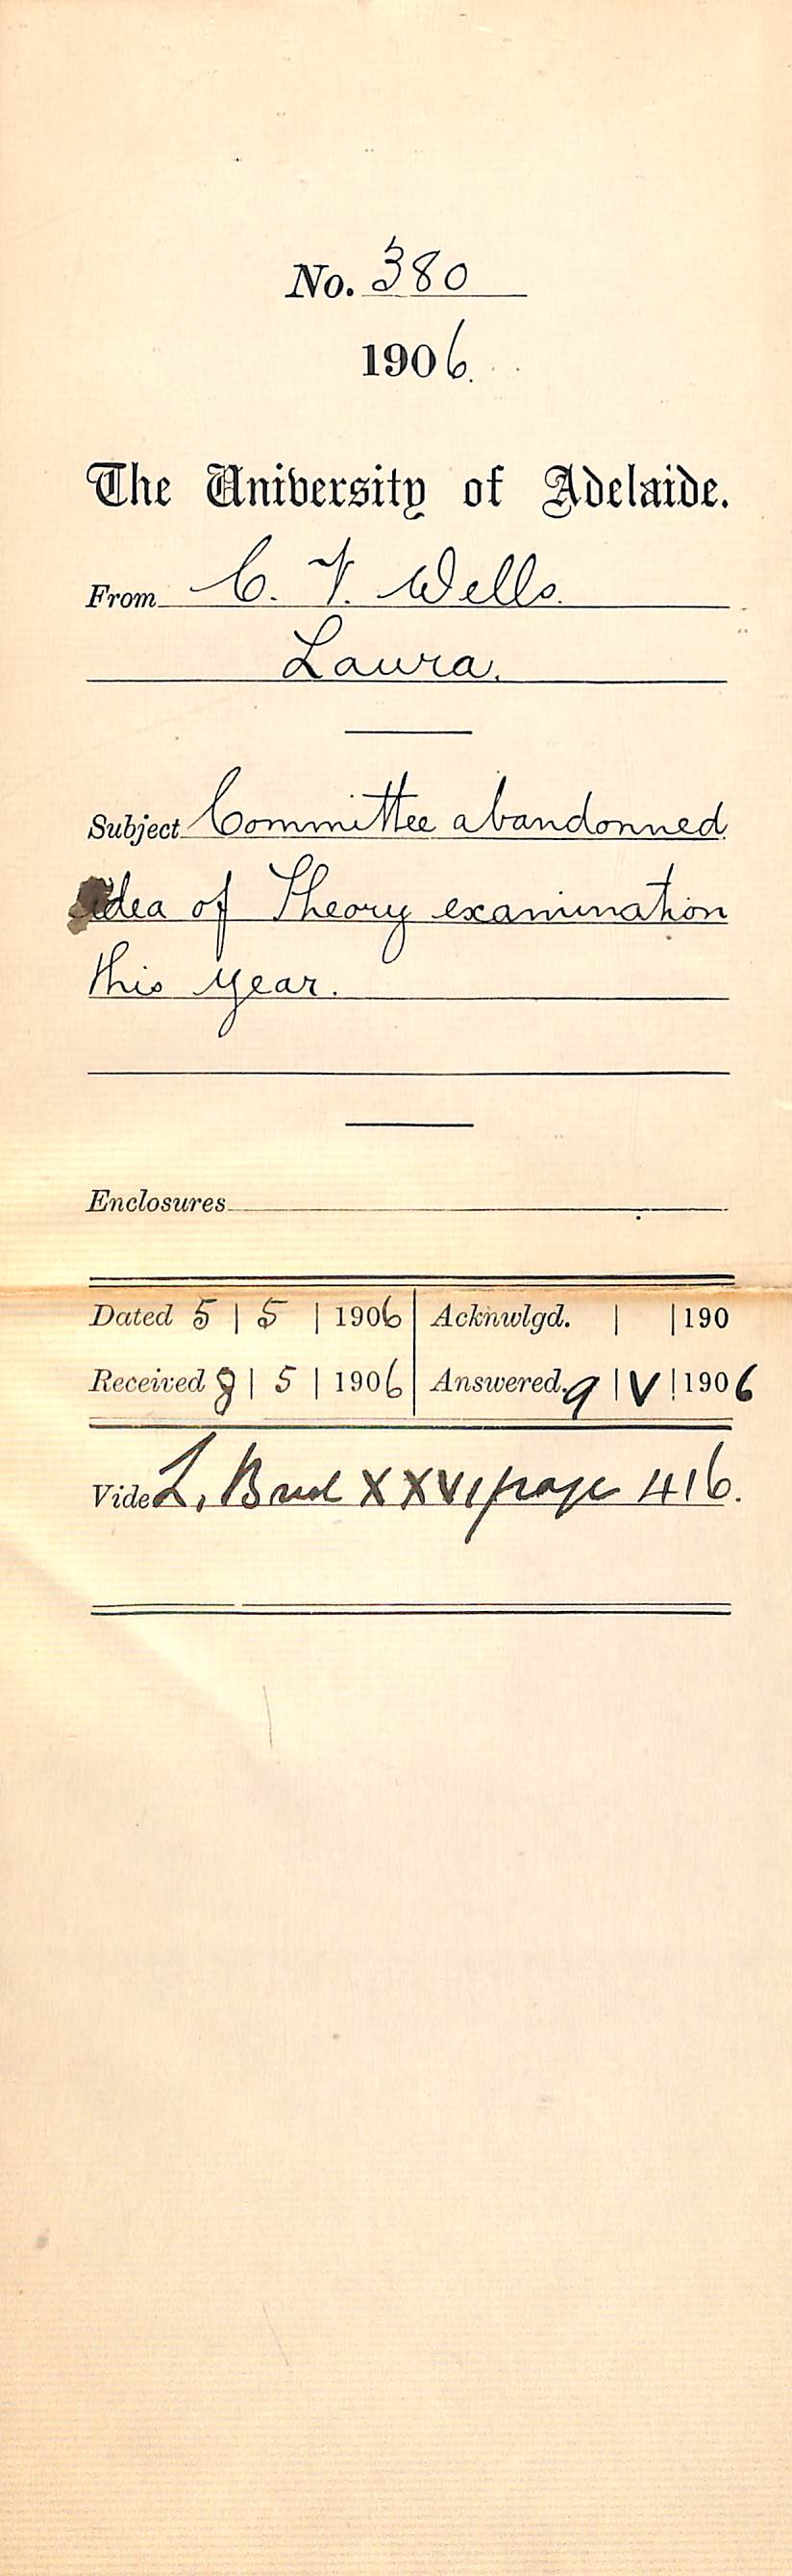 No. 380
1906.
The University of Adelaide.
From C. V. Wells.
Laura.
Subject Committee abandonned
idea of Theory examination
this year.
Enclosures
Dated 5 | 5 | 1906 Acknwlgd. | | 190
Received 8 | 5 | 1906 Answered. 9 | V | 1906
Vide L. XXVI page 416.